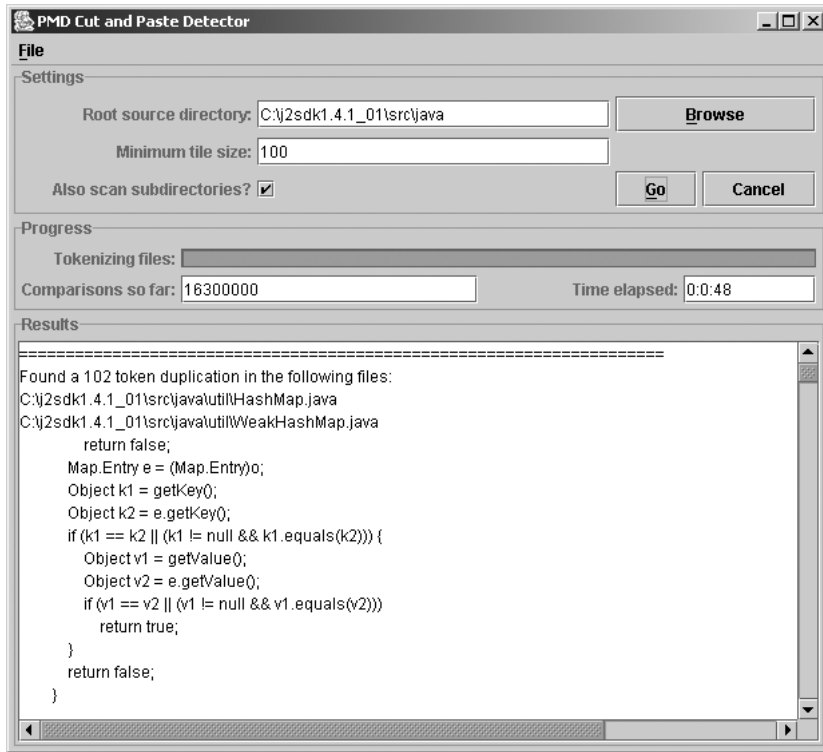 PMD Cut and Paste Detector
File
Settings
Root source directory: C:\j2sdk1.4.1_01\src\java Browse
Minimum tile size: 100
Also scan subdirectories? Go Cancel
Progress
Tokenizing files:
Comparisons so far: 16300000 Time elapsed: 0:0:48
Results
=====================================================================
Found a 102 token duplication in the following files:
C:\j2sdk1.4.1_01\src\java\util\HashMap.java
C:\j2sdk1.4.1_01\src\java\util\WeakHashMap.java
return false;
Map.Entry e = (Map.Entry)o;
Object k1 = getKey();
Object k2 = e.getKey();
if (k1 == k2 || (k1 != null && k1.equals(k2))) {
Object v1 = getValue();
Object v2 = e.getValue();
if (v1 == v2 || (v1 != null && v1.equals(v2)))
return true;
}
return false;
}